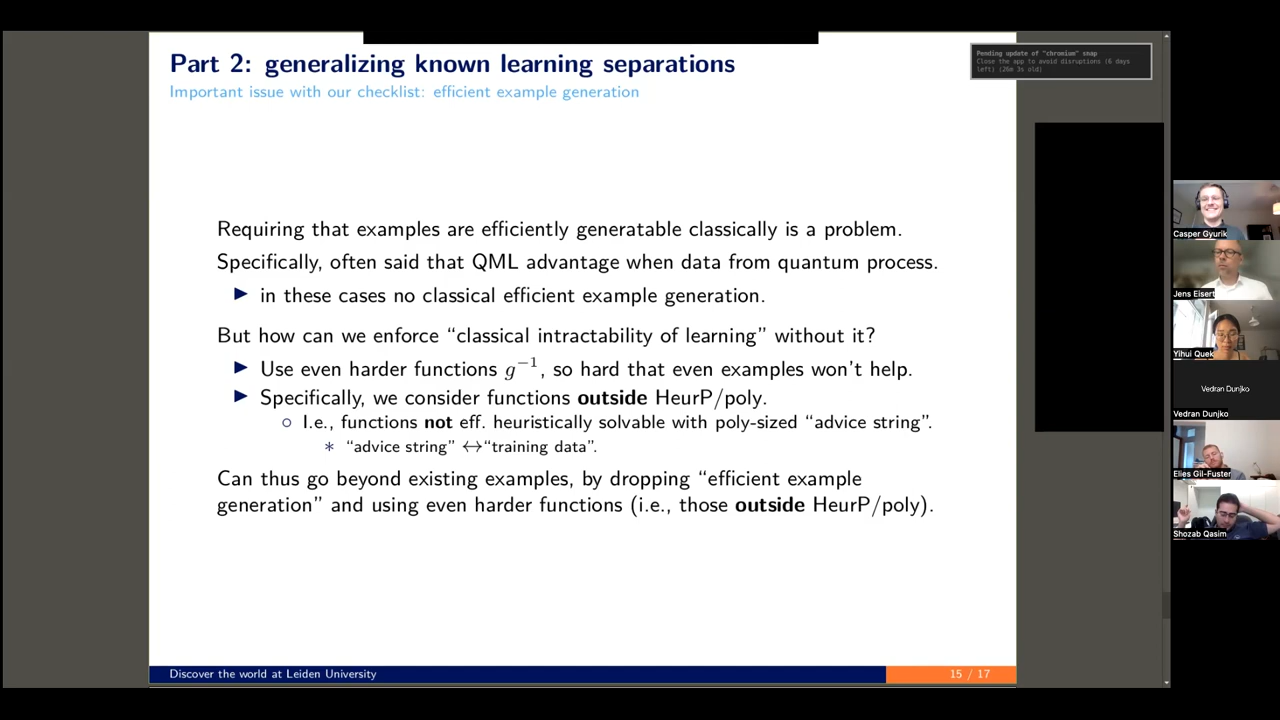 Part 2: generalizing known learning separations
Important issue with our checklist: efficient example generation
Pending update of "chromium" snap
Close the app to avoid disruptions (6 days
left) (26m 3s old)
Requiring that examples are efficiently generatable classically is a problem.
Specifically, often said that QML advantage when data from quantum process.
▶ in these cases no classical efficient example generation.
But how can we enforce “classical intractability of learning” without it?
▶ Use even harder functions g⁻¹, so hard that even examples won't help.
▶ Specifically, we consider functions outside HeurP/poly.
○ I.e., functions not eff. heuristically solvable with poly-sized “advice string”.
* “advice string” ↔“training data”.
Can thus go beyond existing examples, by dropping “efficient example
generation” and using even harder functions (i.e., those outside HeurP/poly).
Discover the world at Leiden University
15 / 17
Casper Gyurik
Jens Eisert
Yihui Quek
Vedran Dunjko
Vedran Dunjko
Elies Gil-Fuster
Shozab Qasim